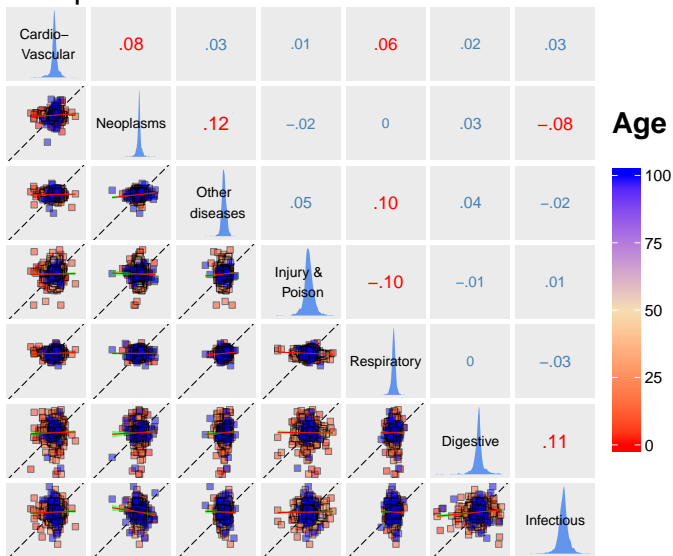 Cardio–
Vascular
.08
.03
.01
.06
.02
.03
Neoplasms
.12
–.02
0
.03
–.08
Other
diseases
.05
.10
.04
–.02
Injury &
Poison
–.10
–.01
.01
Respiratory
0
–.03
Digestive
.11
Infectious
Age
100
75
50
25
0